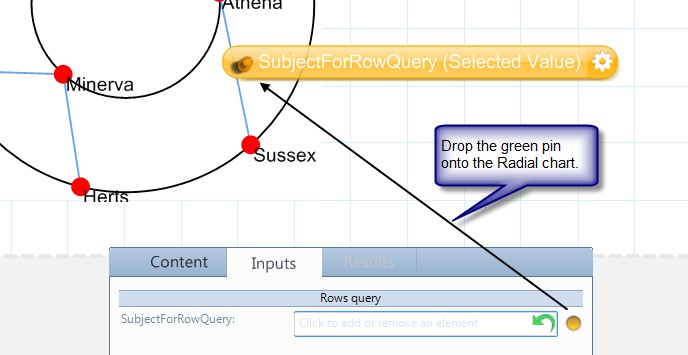 Athena
SubjectForRowQuery (Selected Value)
Minerva
Drop the green pin
onto the Radial chart.
Sussex
Herts
Content Inputs Results
Rows query
SubjectForRowQuery: Click to add or remove an element